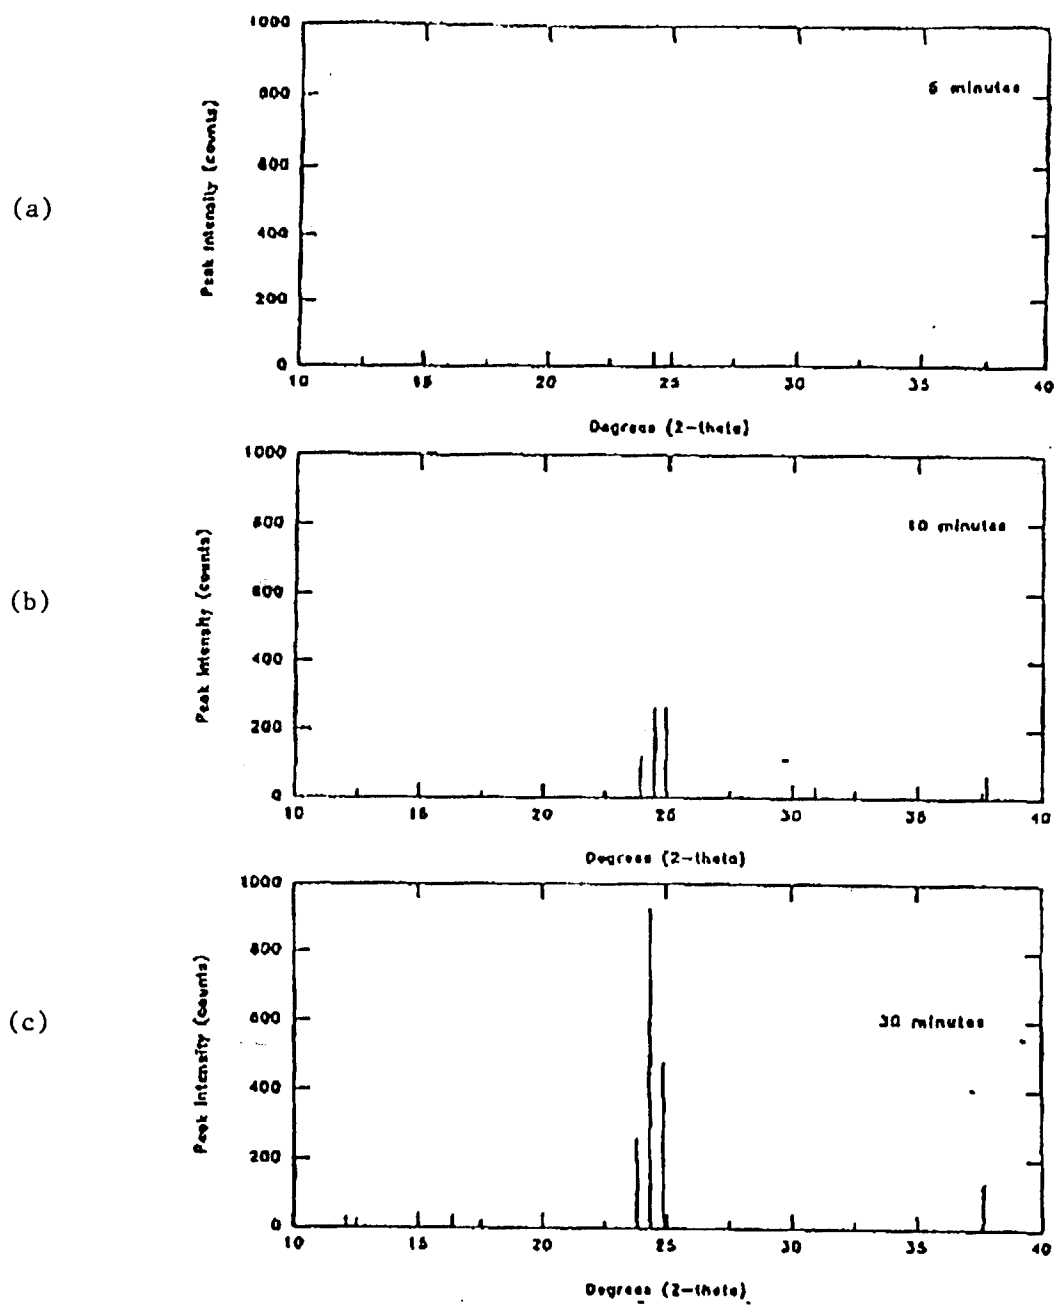 (a)
Peak Intensity (counts)
1000
800
600
400
200
0
5 minutes
10 15 20 25 30 35 40
Degrees (2-theta)
(b)
Peak Intensity (counts)
1000
800
600
400
200
0
10 minutes
10 15 20 25 30 35 40
Degrees (2-theta)
(c)
Peak Intensity (counts)
1000
800
600
400
200
0
30 minutes
10 15 20 25 30 35 40
Degrees (2-theta)